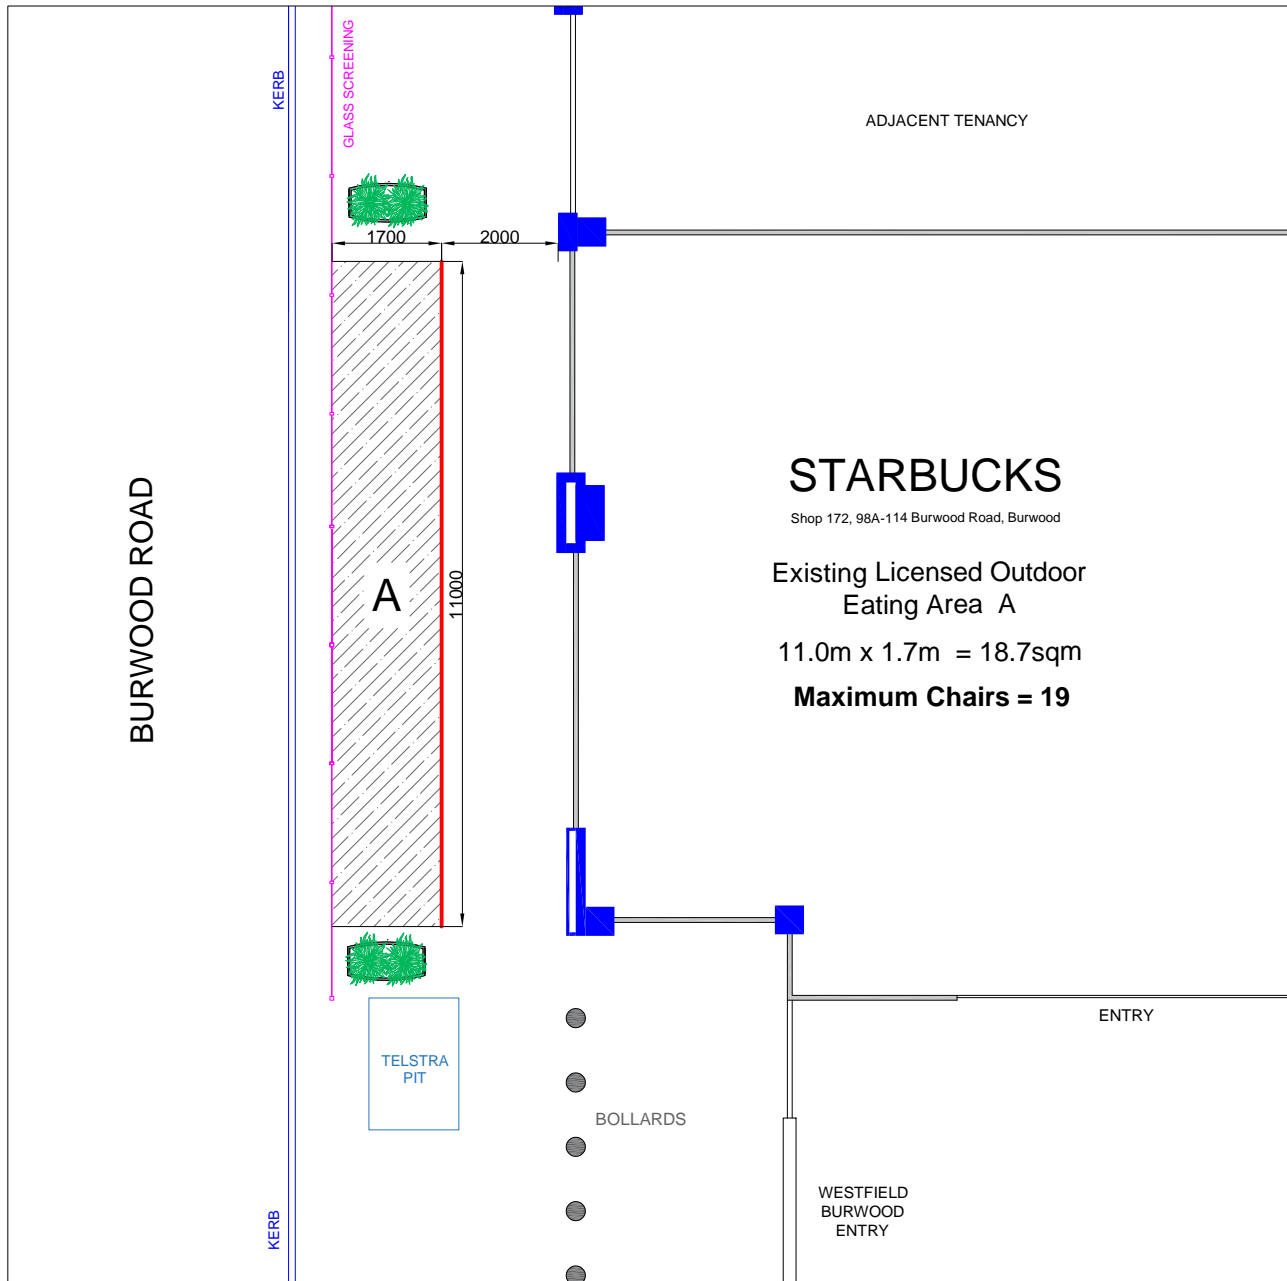 KERB
GLASS SCREENING
ADJACENT TENANCY
1700
2000
BURWOOD ROAD
A
11000
STARBUCKS
Shop 172, 98A-114 Burwood Road, Burwood
Existing Licensed Outdoor
Eating Area A
11.0m x 1.7m = 18.7sqm
Maximum Chairs = 19
ENTRY
TELSTRA
PIT
BOLLARDS
WESTFIELD
BURWOOD
ENTRY
KERB